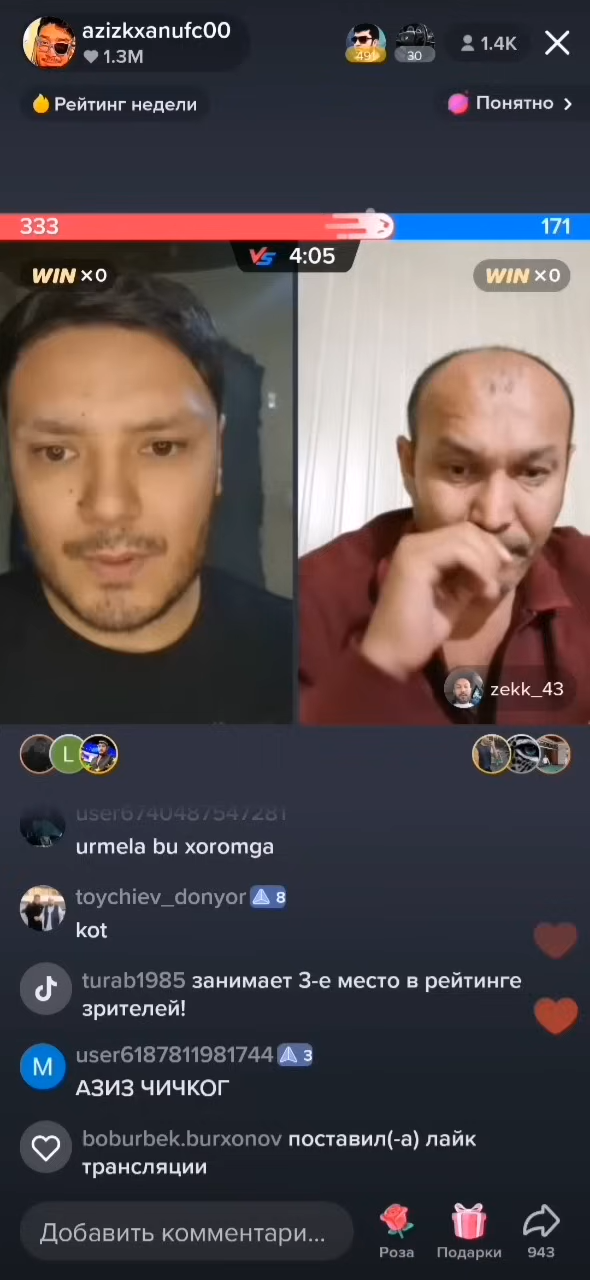 azizkxanufc00
1.3M
491
30
1.4K
Рейтинг недели
Понятно
333
171
VS 4:05
WIN ×0
WIN ×0
zekk_43
L
user6740487547281
urmela bu xoromga
toychiev_donyor 8
kot
turab1985 занимает 3-е место в рейтинге
зрителей!
M
user6187811981744 3
АЗИЗ ЧИЧКОГ
boburbek.burxonov поставил(-а) лайк
трансляции
Добавить комментари...
Роза
Подарки
943